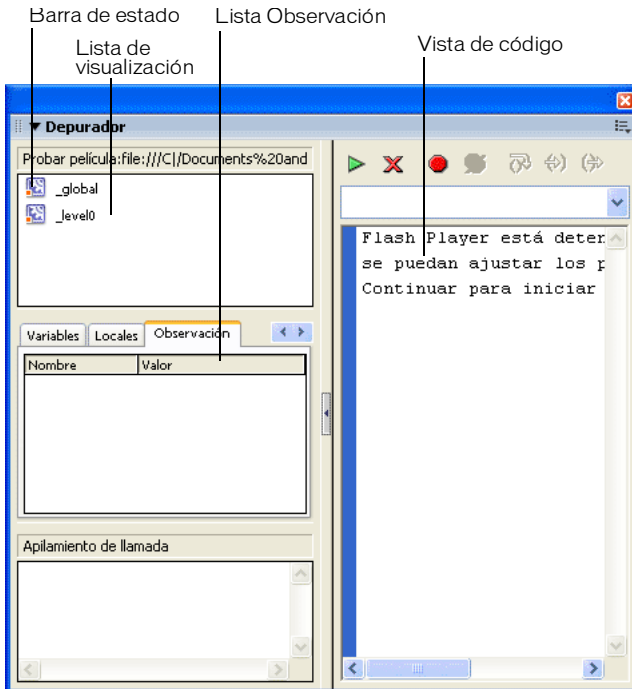 Barra de estado
Lista Observación
Lista de
visualización
Vista de código
Depurador
Probar película:file:///C|/Documents%20and
_global
_level0
Variables Locales Observación
Nombre Valor
Apilamiento de llamada
Flash Player está deter
se puedan ajustar los p
Continuar para iniciar